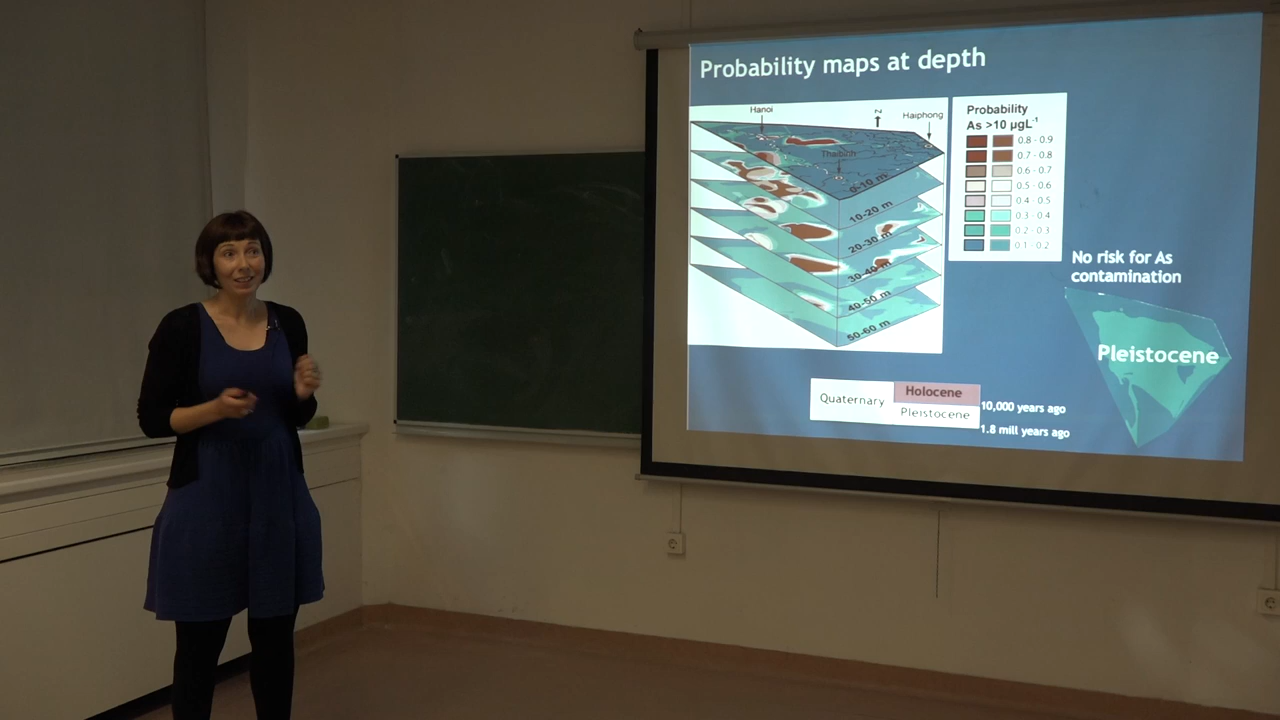 Probability maps at depth
Hanoi
N
Haiphong
Thaibinh
0-10 m
10-20 m
20-30 m
30-40 m
40-50 m
50-60 m
Probability
As >10 µgL-1
0.8 - 0.9
0.7 - 0.8
0.6 - 0.7
0.5 - 0.6
0.4 - 0.5
0.3 - 0.4
0.2 - 0.3
0.1 - 0.2
No risk for As
contamination
Pleistocene
Quaternary
Holocene
Pleistocene
10,000 years ago
1.8 mill years ago